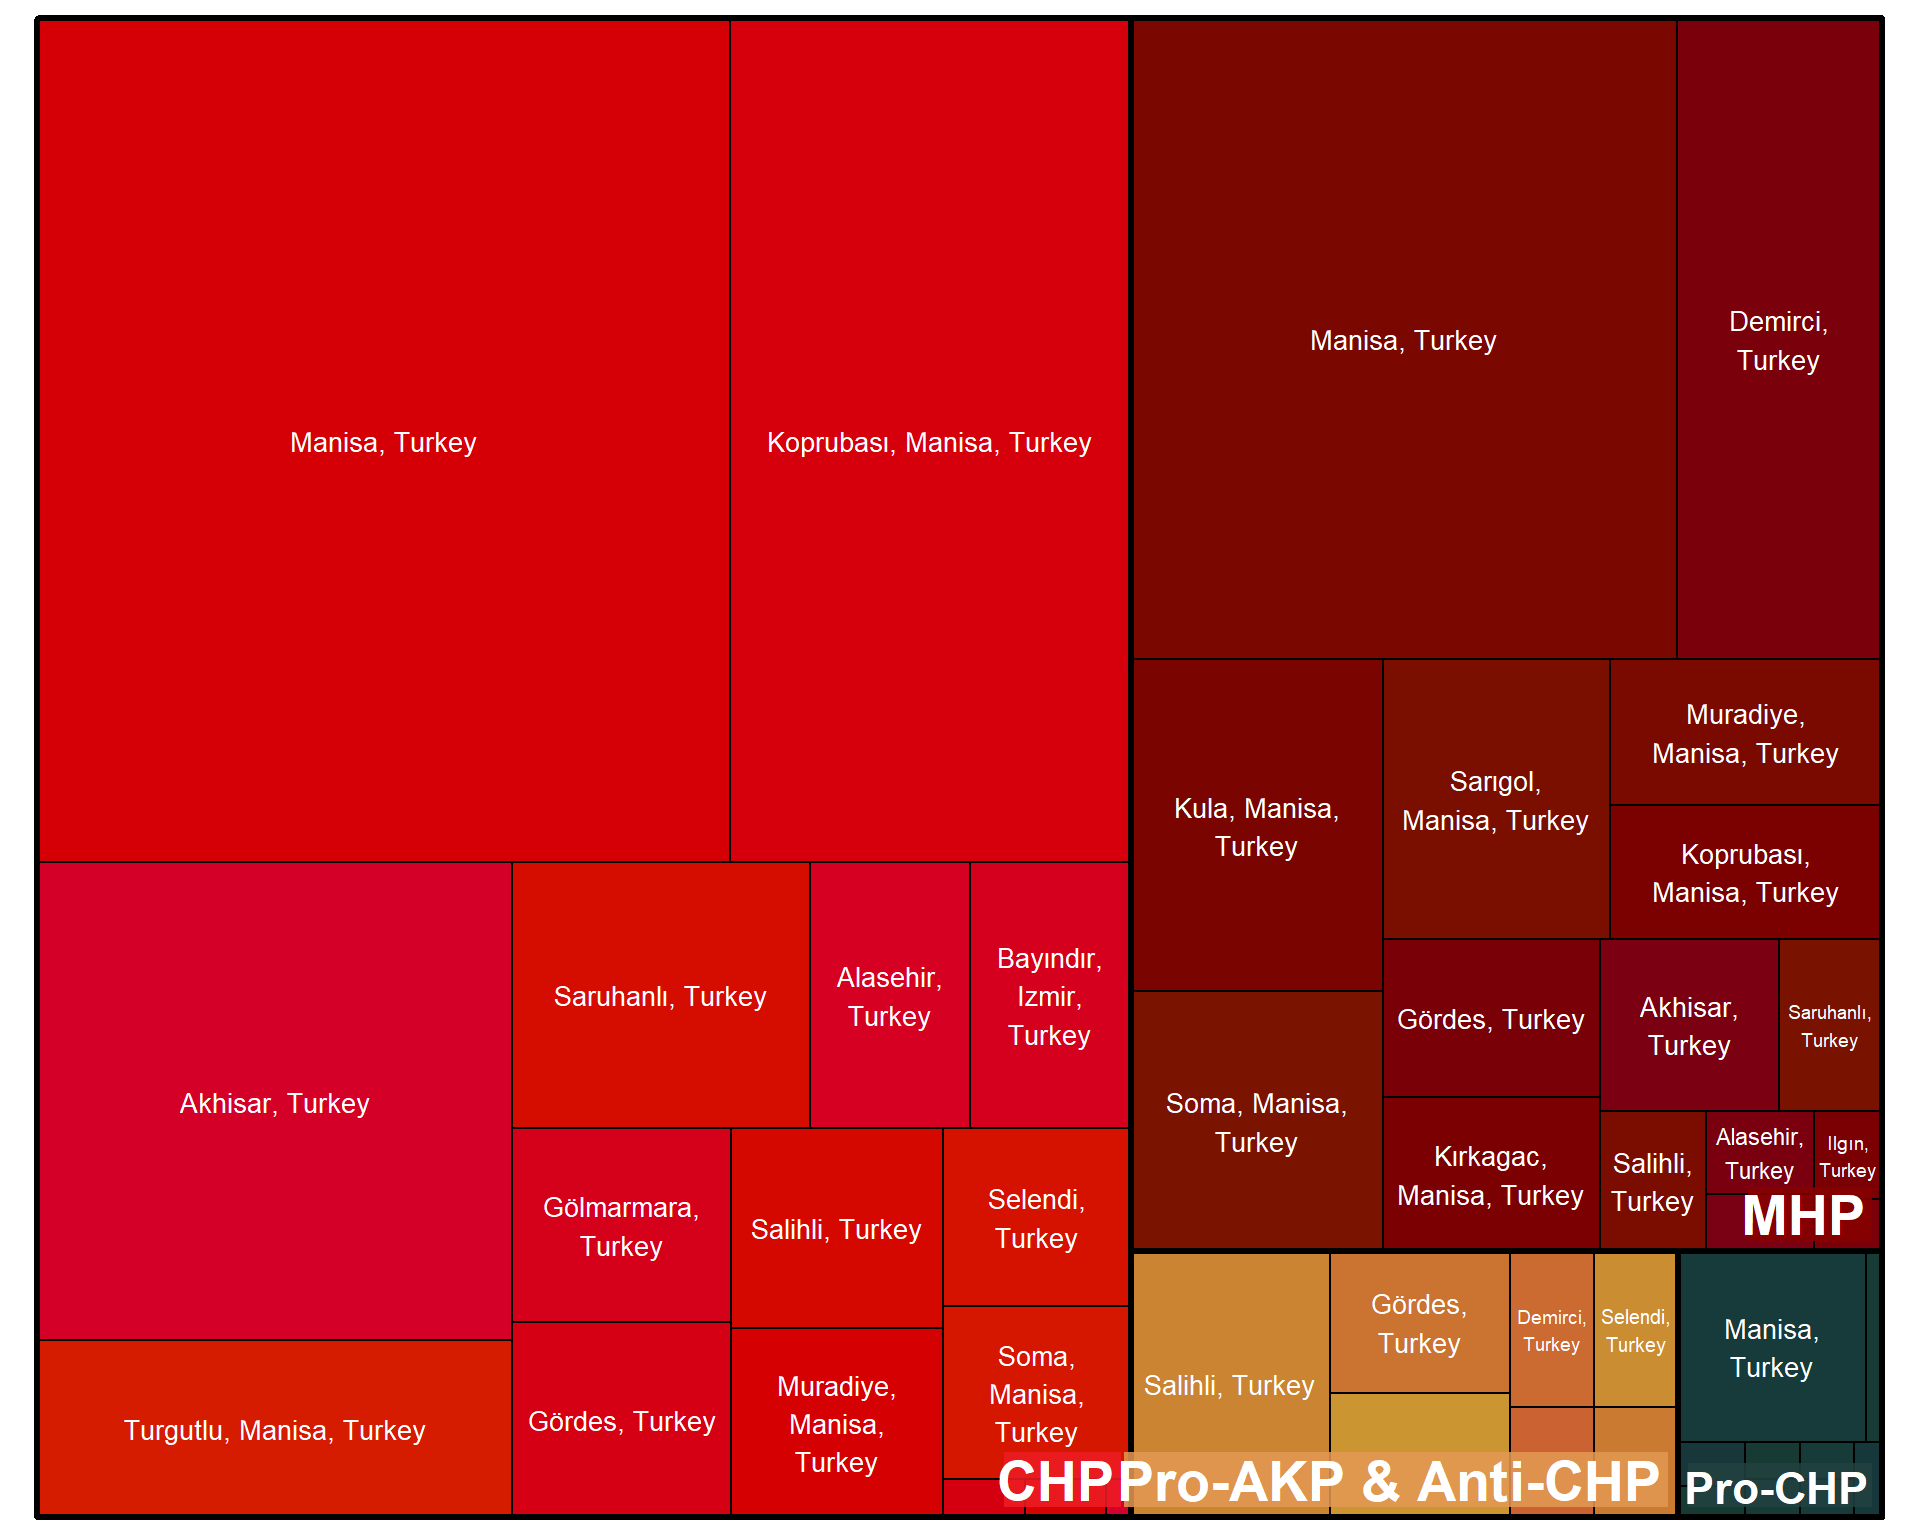 Manisa, Turkey
Koprubası, Manisa, Turkey
Akhisar, Turkey
Saruhanlı, Turkey
Alasehir,
Turkey
Bayındır,
Izmir,
Turkey
Turgutlu, Manisa, Turkey
Gölmarmara,
Turkey
Gördes, Turkey
Salihli, Turkey
Muradiye,
Manisa,
Turkey
Selendi,
Turkey
Soma,
Manisa,
Turkey
CHP
Manisa, Turkey
Demirci,
Turkey
Kula, Manisa,
Turkey
Soma, Manisa,
Turkey
Sarıgol,
Manisa, Turkey
Muradiye,
Manisa, Turkey
Koprubası,
Manisa, Turkey
Gördes, Turkey
Kırkagac,
Manisa, Turkey
Akhisar,
Turkey
Saruhanlı,
Turkey
Salihli,
Turkey
Alasehir,
Turkey
Ilgın,
Turkey
MHP
Salihli, Turkey
Gördes,
Turkey
Demirci,
Turkey
Selendi,
Turkey
Pro-AKP & Anti-CHP
Manisa,
Turkey
Pro-CHP